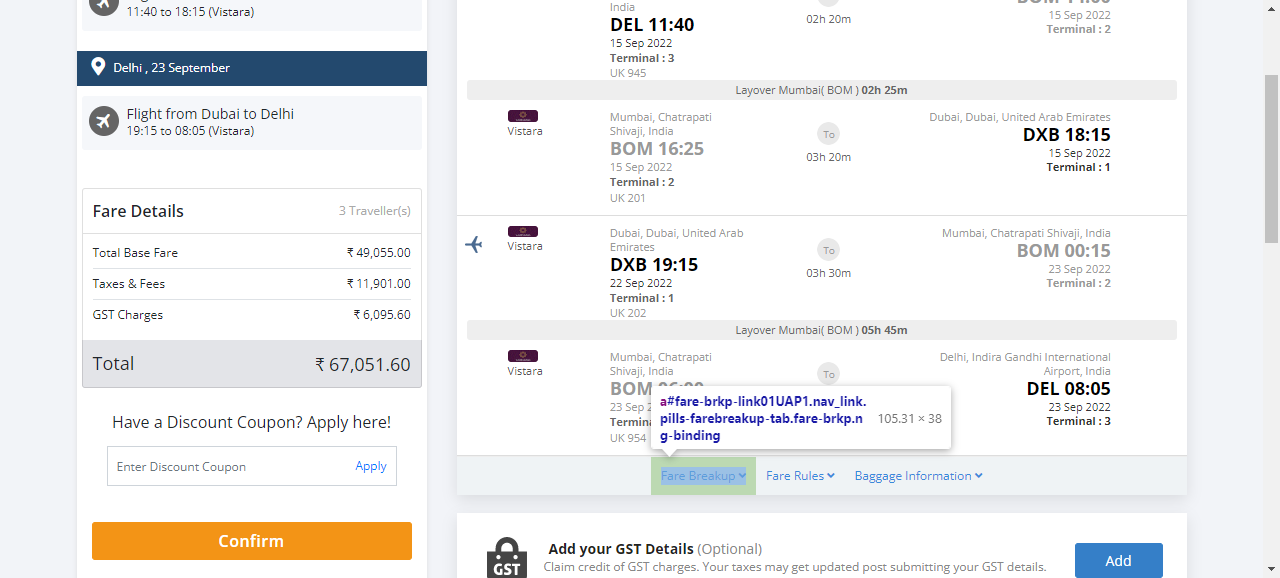 11:40 to 18:15 (Vistara)
Delhi , 23 September
Flight from Dubai to Delhi
19:15 to 08:05 (Vistara)
Fare Details
3 Traveller(s)
Total Base Fare
₹ 49,055.00
Taxes & Fees
₹ 11,901.00
GST Charges
₹ 6,095.60
Total
₹ 67,051.60
Have a Discount Coupon? Apply here!
Enter Discount Coupon
Apply
Confirm
India
DEL 11:40
15 Sep 2022
Terminal : 3
UK 945
02h 20m
15 Sep 2022
Terminal : 2
Layover Mumbai( BOM ) 02h 25m
Vistara
Mumbai, Chatrapati
Shivaji, India
BOM 16:25
15 Sep 2022
Terminal : 2
UK 201
To
03h 20m
Dubai, Dubai, United Arab Emirates
DXB 18:15
15 Sep 2022
Terminal : 1
Vistara
Dubai, Dubai, United Arab
Emirates
DXB 19:15
22 Sep 2022
Terminal : 1
UK 202
To
03h 30m
Mumbai, Chatrapati Shivaji, India
BOM 00:15
23 Sep 2022
Terminal : 2
Layover Mumbai( BOM ) 05h 45m
Vistara
Mumbai, Chatrapati
Shivaji, India
BOM
23 Sep
UK 954
To
Delhi, Indira Gandhi International
Airport, India
DEL 08:05
23 Sep 2022
Terminal : 3
a#fare-brkp-link01UAP1.nav_link.
pills-farebreakup-tab.fare-brkp.n
g-binding
105.31 × 38
Fare Breakup
Fare Rules
Baggage Information
GST
Add your GST Details (Optional)
Claim credit of GST charges. Your taxes may get updated post submitting your GST details.
Add